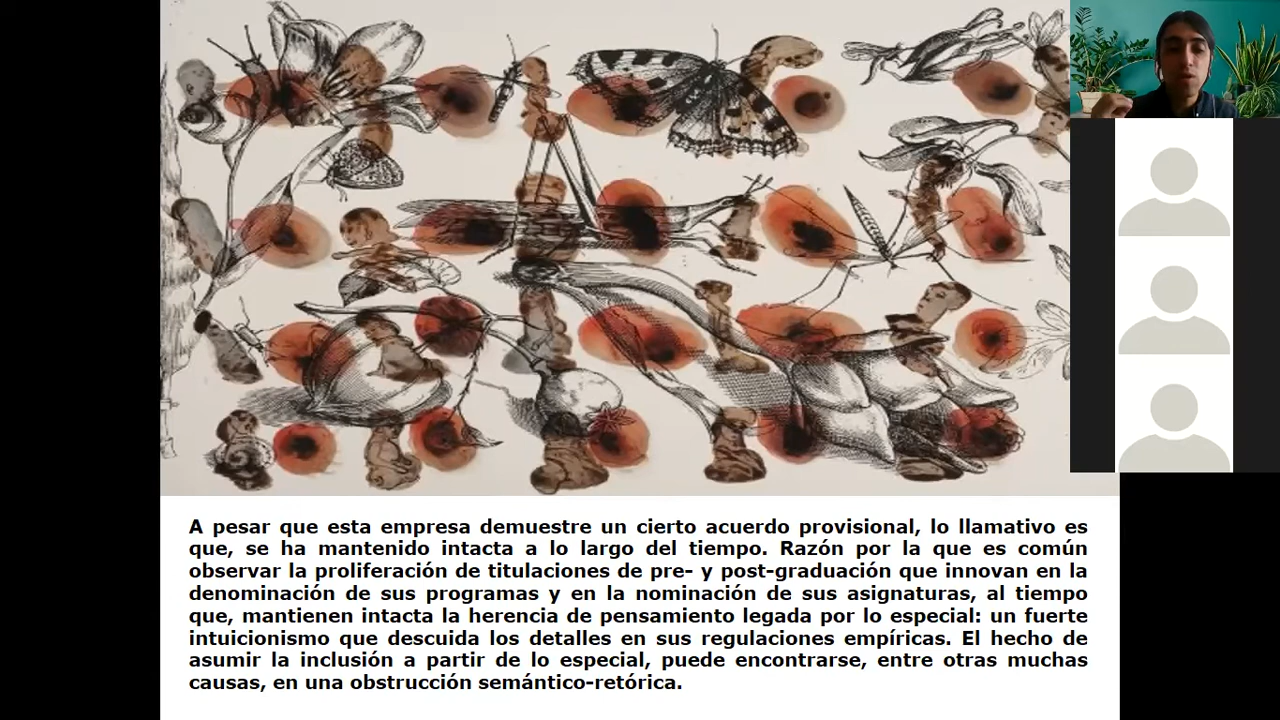 A pesar que esta empresa demuestre un cierto acuerdo provisional, lo llamativo es
que, se ha mantenido intacta a lo largo del tiempo. Razón por la que es común
observar la proliferación de titulaciones de pre- y post-graduación que innovan en la
denominación de sus programas y en la nominación de sus asignaturas, al tiempo
que, mantienen intacta la herencia de pensamiento legada por lo especial: un fuerte
intuicionismo que descuida los detalles en sus regulaciones empíricas. El hecho de
asumir la inclusión a partir de lo especial, puede encontrarse, entre otras muchas
causas, en una obstrucción semántico-retórica.